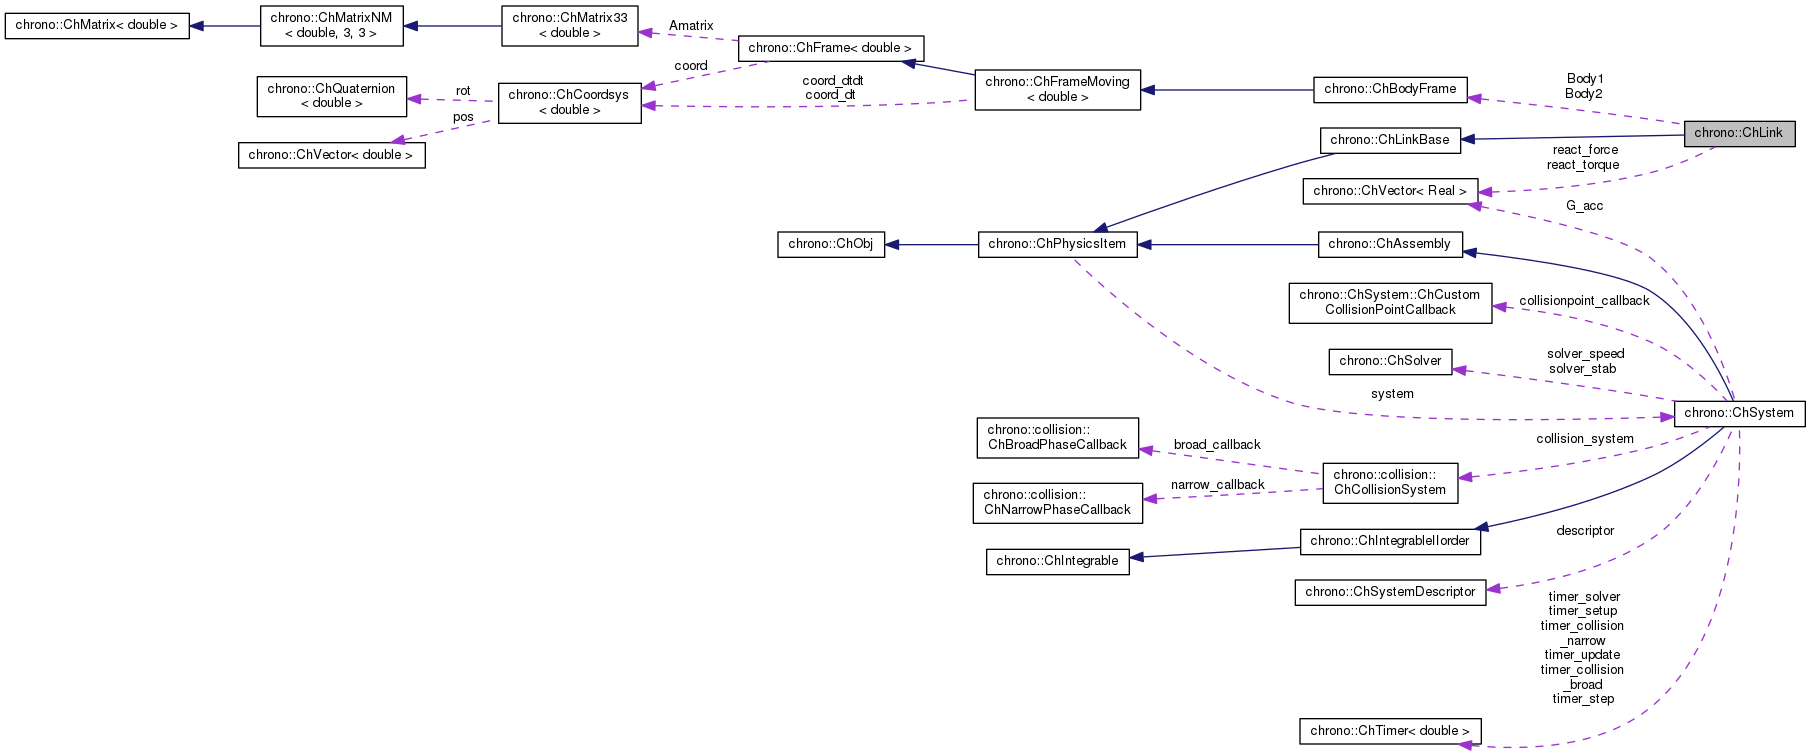 chrono::ChMatrix< double >
chrono::ChMatrixNM
< double, 3, 3 >
chrono::ChMatrix33
< double >
Amatrix
chrono::ChFrame< double >
coord
chrono::ChQuaternion
< double >
rot
pos
chrono::ChCoordsys
< double >
coord_dtdt
coord_dt
chrono::ChFrameMoving
< double >
chrono::ChBodyFrame
Body1
Body2
chrono::ChVector< double >
chrono::ChLink
chrono::ChLinkBase
react_force
react_torque
chrono::ChVector< Real >
G_acc
chrono::ChObj
chrono::ChPhysicsItem
chrono::ChAssembly
chrono::ChSystem::ChCustom
CollisionPointCallback
collisionpoint_callback
chrono::ChSolver
solver_speed
solver_stab
system
chrono::ChSystem
chrono::collision::
ChBroadPhaseCallback
broad_callback
collision_system
chrono::collision::
ChCollisionSystem
chrono::collision::
ChNarrowPhaseCallback
narrow_callback
chrono::ChIntegrable
chrono::ChIntegrableIIorder
descriptor
chrono::ChSystemDescriptor
timer_solver
timer_setup
timer_collision
_narrow
timer_update
timer_collision
_broad
timer_step
chrono::ChTimer< double >